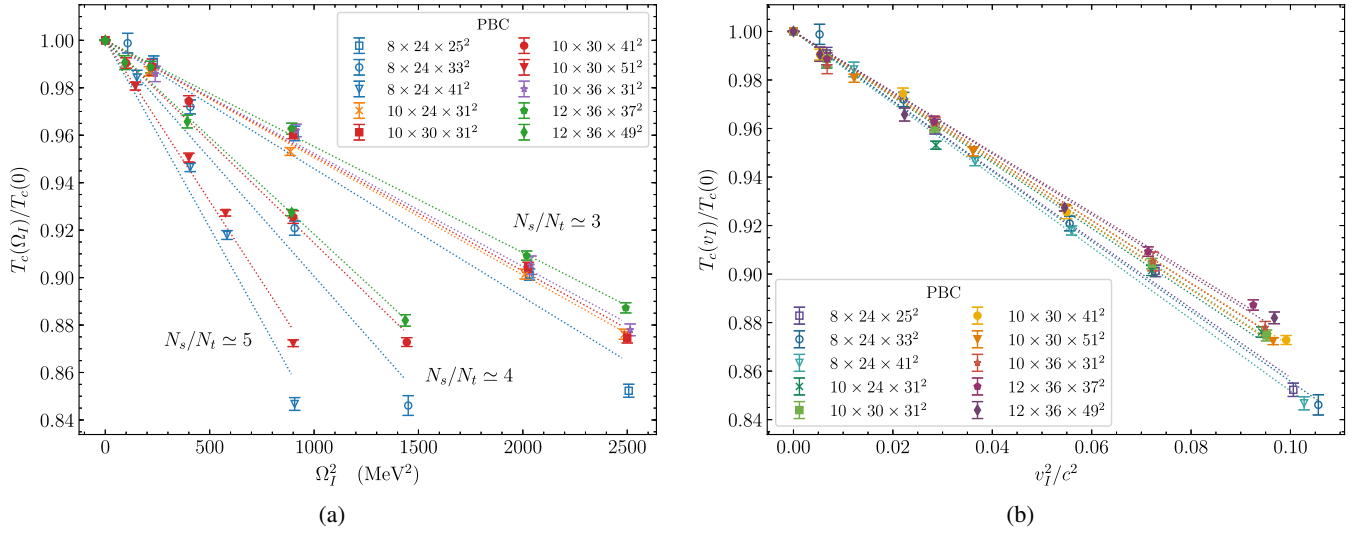 PBC
8 × 24 × 25²
8 × 24 × 33²
8 × 24 × 41²
10 × 24 × 31²
10 × 30 × 31²
10 × 30 × 41²
10 × 30 × 51²
10 × 36 × 31²
12 × 36 × 37²
12 × 36 × 49²
T_c(Ω_I)/T_c(0)
1.00
0.98
0.96
0.94
0.92
0.90
0.88
0.86
0.84
N_s/N_t ≃ 3
N_s/N_t ≃ 5
N_s/N_t ≃ 4
0
500
1000
1500
2000
2500
Ω_I² (MeV²)
(a)
T_c(v_I)/T_c(0)
1.00
0.98
0.96
0.94
0.92
0.90
0.88
0.86
0.84
PBC
8 × 24 × 25²
8 × 24 × 33²
8 × 24 × 41²
10 × 24 × 31²
10 × 30 × 31²
10 × 30 × 41²
10 × 30 × 51²
10 × 36 × 31²
12 × 36 × 37²
12 × 36 × 49²
0.00
0.02
0.04
0.06
0.08
0.10
v_I²/c²
(b)